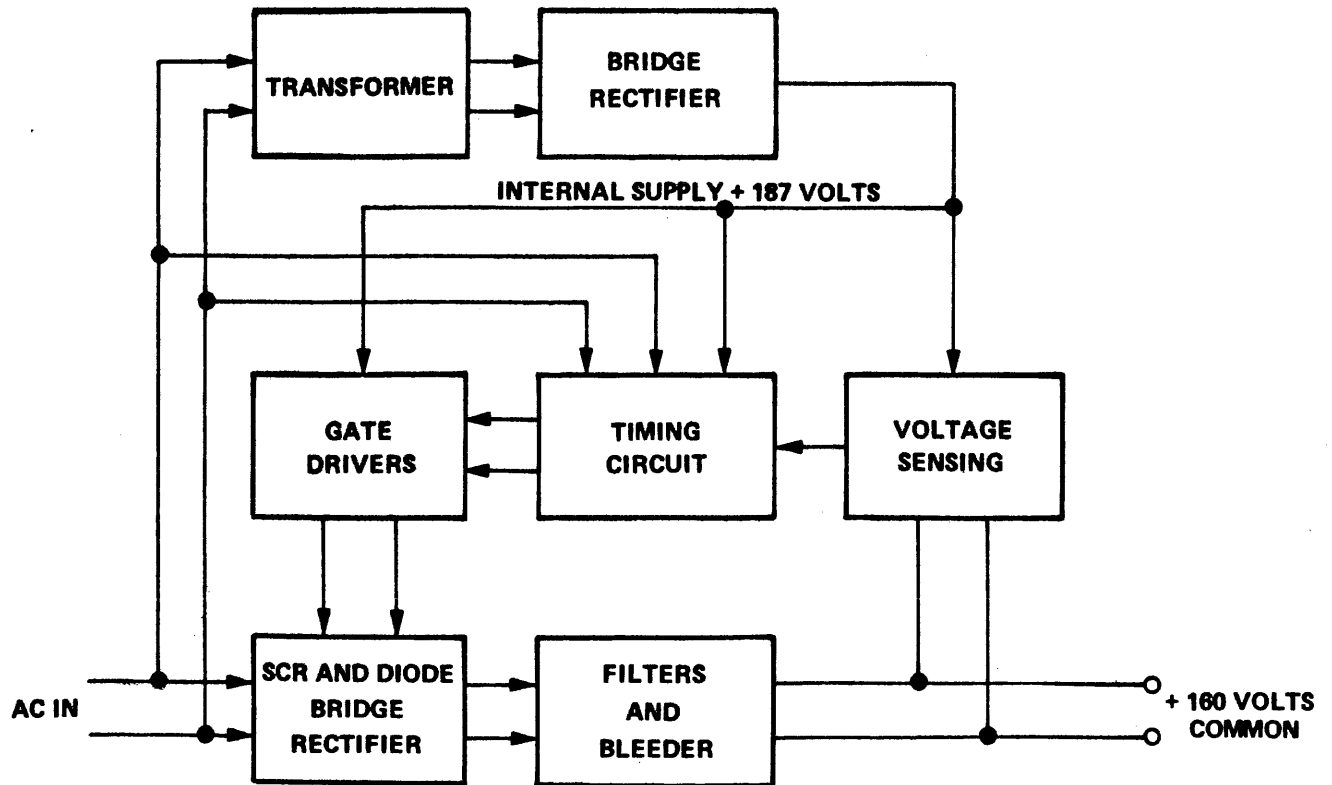 TRANSFORMER
BRIDGE
RECTIFIER
INTERNAL SUPPLY + 187 VOLTS
GATE
DRIVERS
TIMING
CIRCUIT
VOLTAGE
SENSING
AC IN
SCR AND DIODE
BRIDGE
RECTIFIER
FILTERS
AND
BLEEDER
+ 160 VOLTS
COMMON